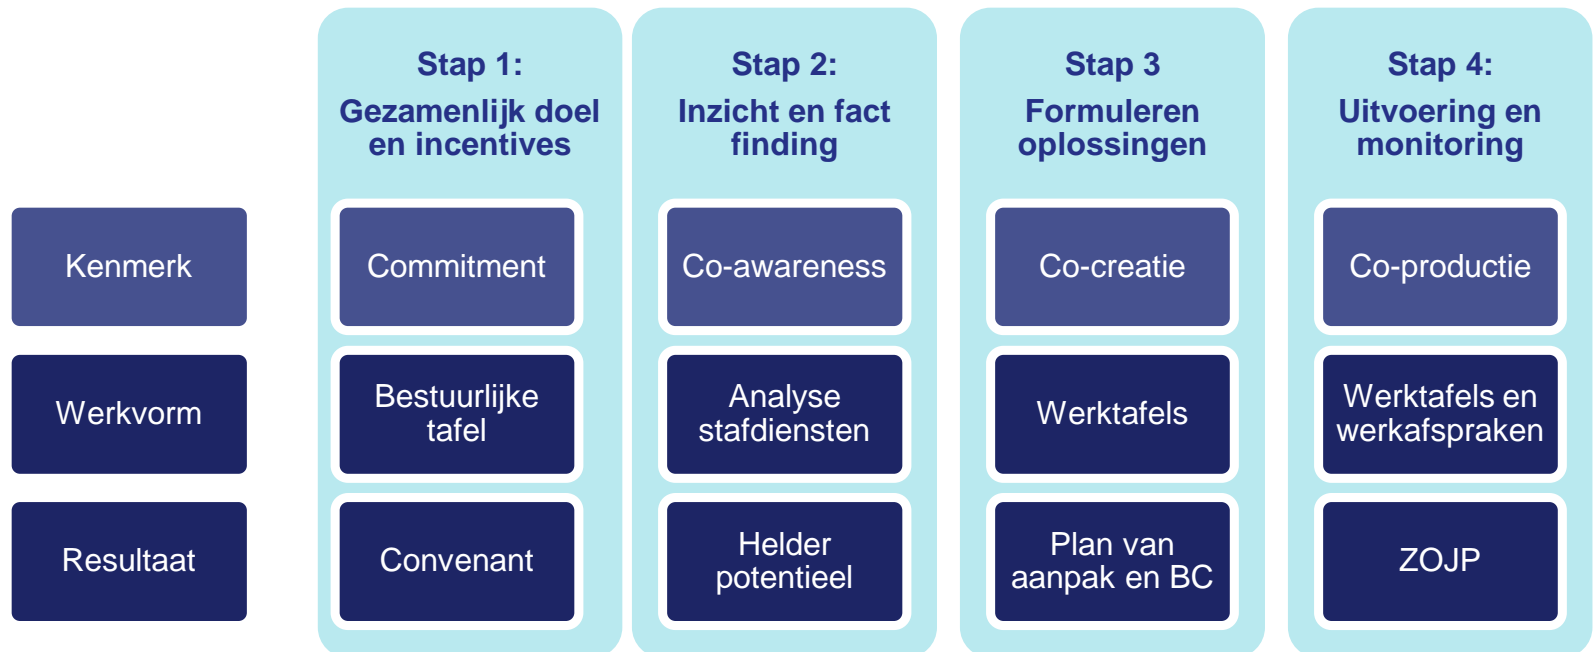 Stap 1:
Gezamenlijk doel
en incentives
Stap 2:
Inzicht en fact
finding
Stap 3
Formuleren
oplossingen
Stap 4:
Uitvoering en
monitoring
Kenmerk
Commitment
Co-awareness
Co-creatie
Co-productie
Werkvorm
Bestuurlijke
tafel
Analyse
stafdiensten
Werktafels
Werktafels en
werkafspraken
Resultaat
Convenant
Helder
potentieel
Plan van
aanpak en BC
ZOJP